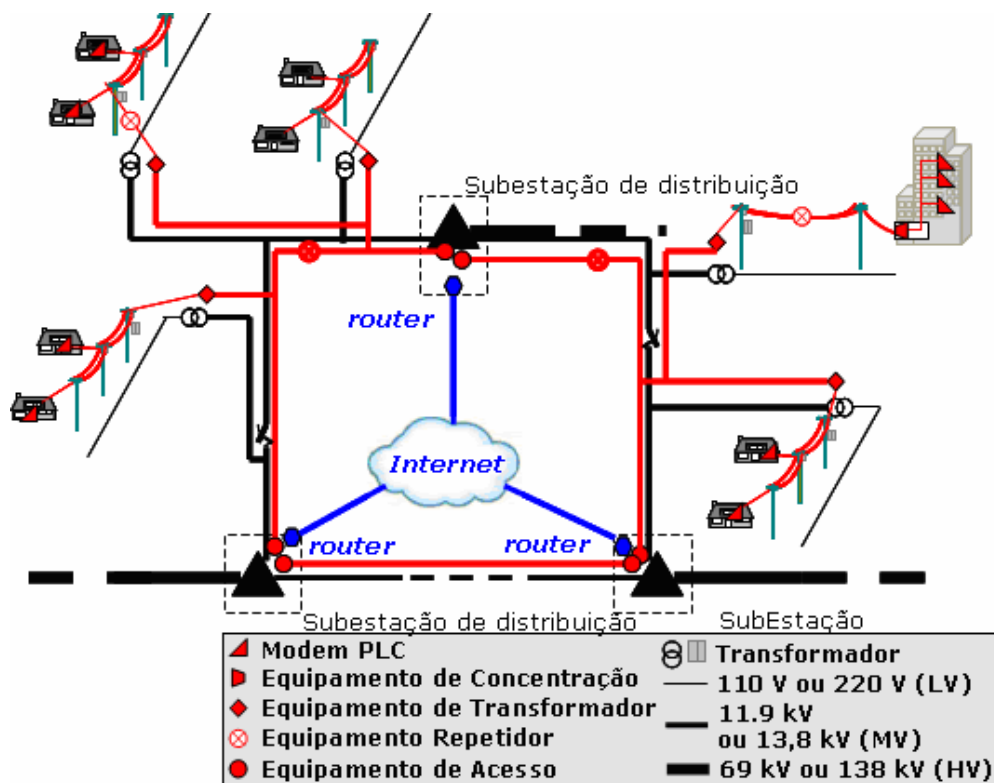 Subestação de distribuição
router
Internet
router
router
Subestação de distribuição
SubEstação
Modem PLC
Equipamento de Concentração
Equipamento de Transformador
Equipamento Repetidor
Equipamento de Acesso
Transformador
110 V ou 220 V (LV)
11.9 kV
ou 13,8 kV (MV)
69 kV ou 138 kV (HV)